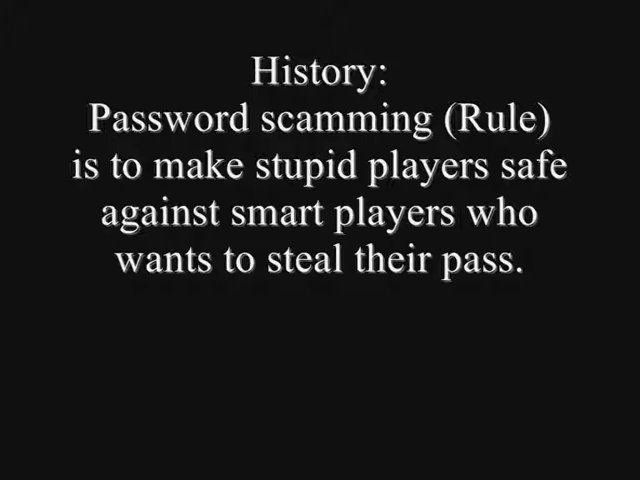 History:
Password scamming (Rule)
is to make stupid players safe
against smart players who
wants to steal their pass.